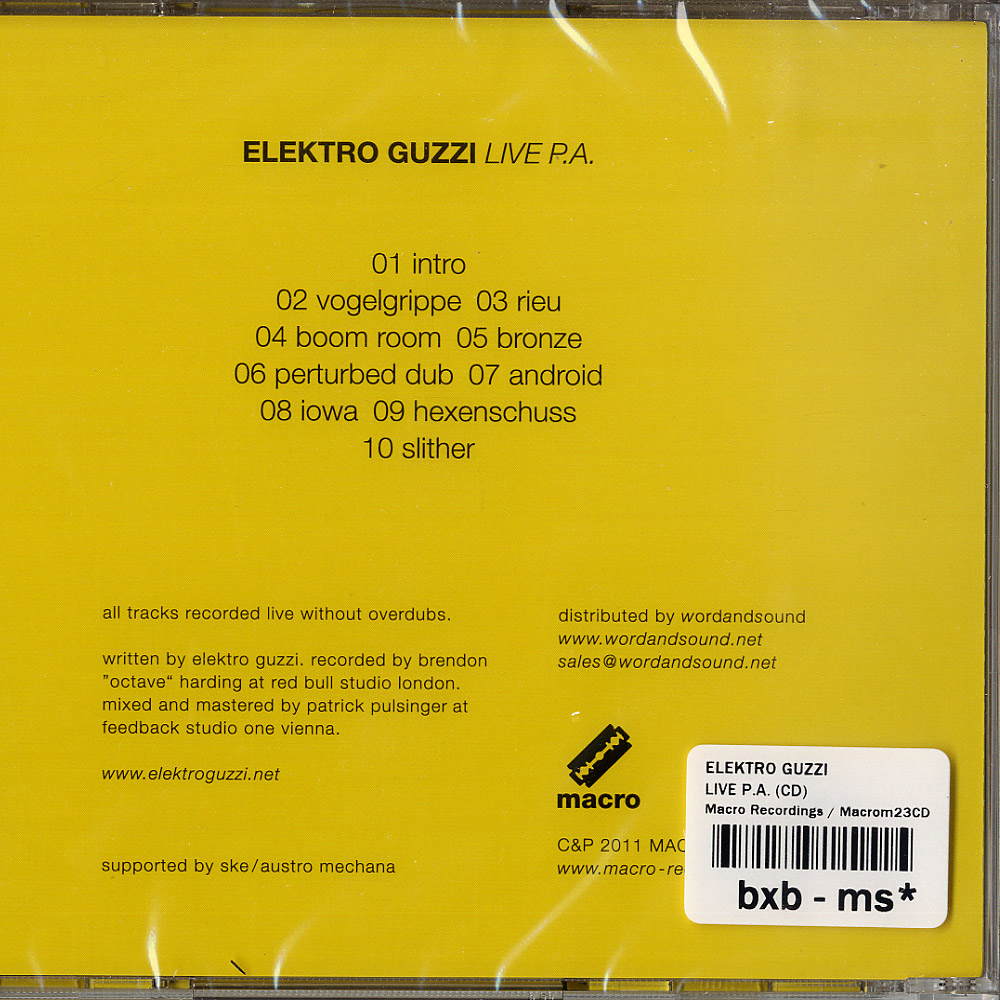 ELEKTRO GUZZI LIVE P.A.
01 intro
02 vogelgrippe 03 rieu
04 boom room 05 bronze
06 perturbed dub 07 android
08 iowa 09 hexenschuss
10 slither
all tracks recorded live without overdubs.
written by elektro guzzi. recorded by brendon
”octave“ harding at red bull studio london.
mixed and mastered by patrick pulsinger at
feedback studio one vienna.
www.elektroguzzi.net
supported by ske/austro mechana
distributed by wordandsound
www.wordandsound.net
sales@wordandsound.net
macro
C&P 2011
ELEKTRO GUZZI
LIVE P.A. (CD)
Macro Recordings / Macrom23CD
bxb - ms*